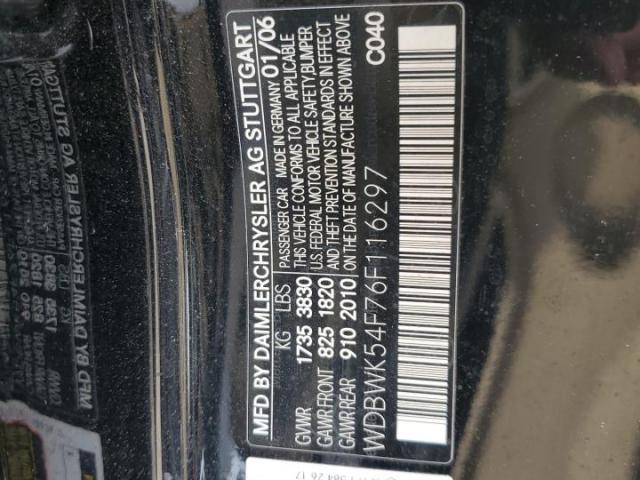 MFD BY DAIMLERCHRYSLER AG STUTTGART
PASSENGER CAR MADE IN GERMANY 01/06
KG LBS THIS VEHICLE CONFORMS TO ALL APPLICABLE
GVWR 1735 3830 U.S. FEDERAL MOTOR VEHICLE SAFETY,BUMPER
GAWR FRONT 825 1820 AND THEFT PREVENTION STANDARDS IN EFFECT
GAWR REAR 910 2010 ON THE DATE OF MANUFACTURE SHOWN ABOVE
WDBWK54F76F116297 C040